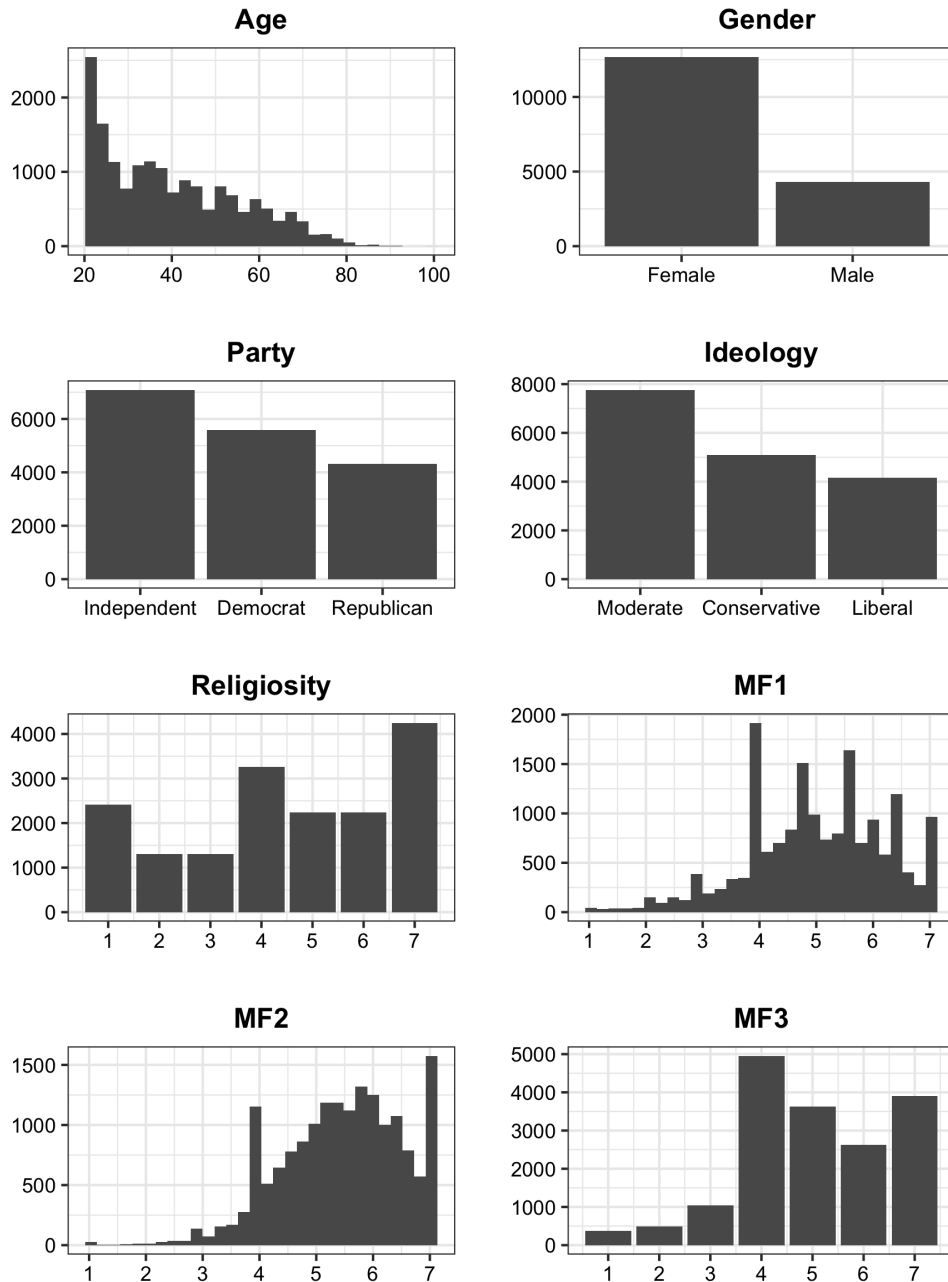 Age
2000
1000
0
20 40 60 80 100
Gender
10000
5000
0
Female Male
Party
6000
4000
2000
0
Independent Democrat Republican
Ideology
8000
6000
4000
2000
0
Moderate Conservative Liberal
Religiosity
4000
3000
2000
1000
0
1 2 3 4 5 6 7
MF1
2000
1500
1000
500
0
1 2 3 4 5 6 7
MF2
1500
1000
500
0
1 2 3 4 5 6 7
MF3
5000
4000
3000
2000
1000
0
1 2 3 4 5 6 7